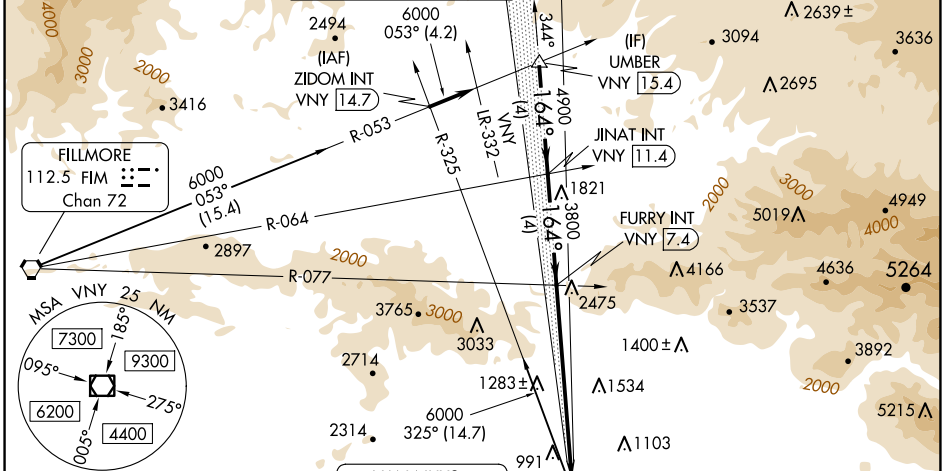 4000
3000
2000
3416
2494
6000
053° (4.2)
(IAF)
ZIDOM INT
VNY 14.7
344°
2639±
3094
3636
(IF)
UMBER
VNY 15.4
2695
4900
164°
(4)
VNY
LR-332
R-325
R-053
JINAT INT
VNY 11.4
FILLMORE
112.5 FIM
Chan 72
6000
053°
(15.4)
R-064
1821
3800
164°
(4)
2000
3000
4949
5019
4000
FURRY INT
VNY 7.4
2897
2000
R-077
4166
4636
5264
2475
3537
MSA VNY 25 NM
7300
185°
9300
095°
275°
6200
4400
005°
3765
3000
3033
2714
1400±
3892
2000
1283±
1534
5215
6000
325° (14.7)
2314
1103
991